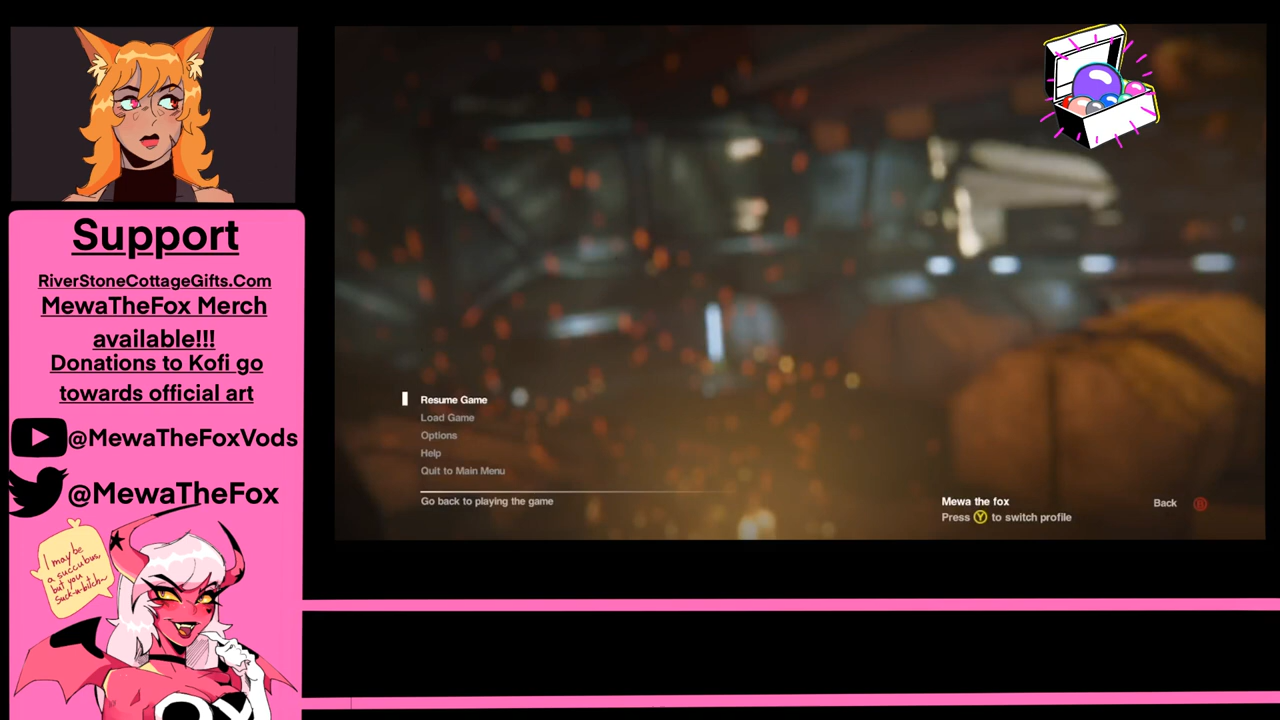 Support
RiverStoneCottageGifts.Com
MewaTheFox Merch
available!!!
Donations to Kofi go
towards official art
@MewaTheFoxVods
@MewaTheFox
I may be
a succubus,
but you
suck-a-bitch~
Resume Game
Load Game
Options
Help
Quit to Main Menu
Go back to playing the game
Mewa the fox
Press Y to switch profile
Back B